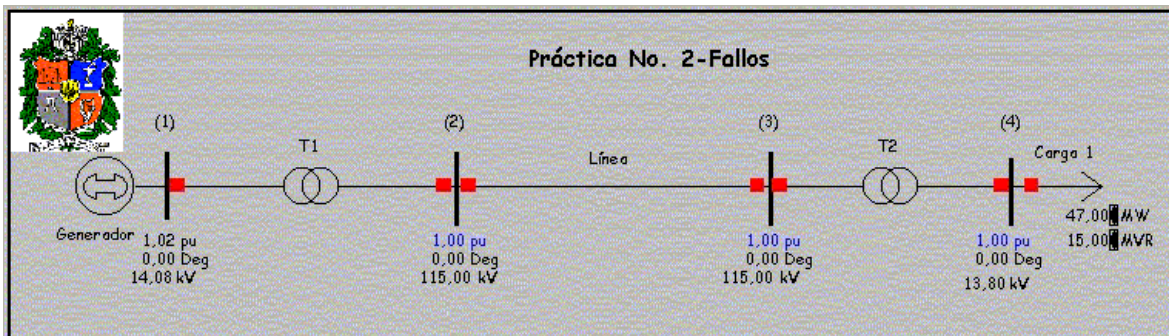 Práctica No. 2-Fallos
(1)
(2)
(3)
(4)
T1
Línea
T2
Carga 1
Generador
47,00 MW
15,00 MVR
1,02 pu
0,00 Deg
14,08 kV
1,00 pu
0,00 Deg
115,00 kV
1,00 pu
0,00 Deg
115,00 kV
1,00 pu
0,00 Deg
13,80 kV